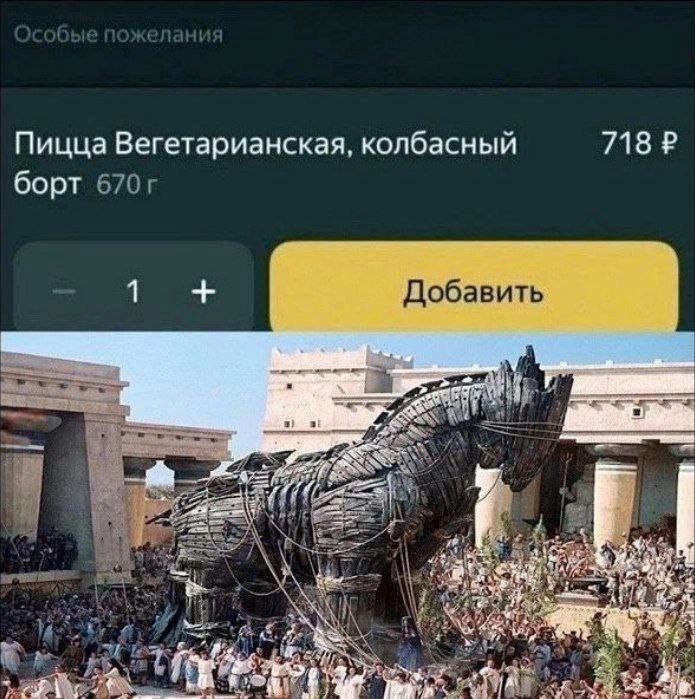 Особые пожелания
Пицца Вегетарианская, колбасный 718 ₽
борт 670 г
− 1 + Добавить